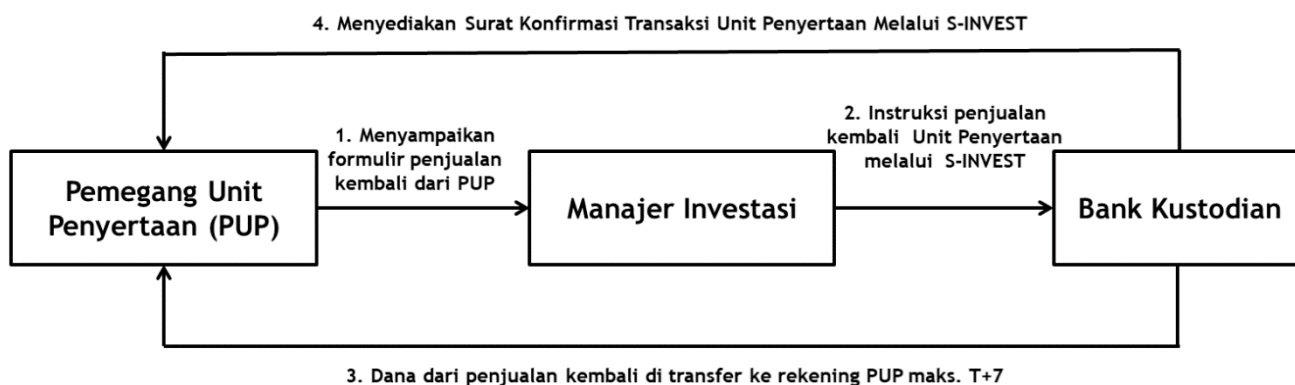 4. Menyediakan Surat Konfirmasi Transaksi Unit Penyertaan Melalui S-INVEST
1. Menyampaikan
formulir penjualan
kembali dari PUP
2. Instruksi penjualan
kembali Unit Penyertaan
melalui S-INVEST
Pemegang Unit
Penyertaan (PUP)
Manajer Investasi
Bank Kustodian
3. Dana dari penjualan kembali di transfer ke rekening PUP maks. T+7